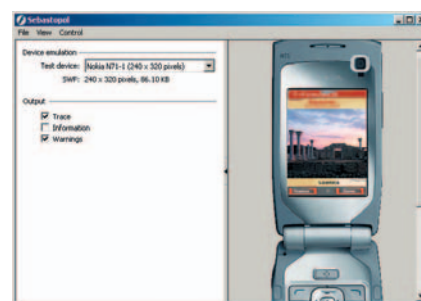 Sebastopol
File View Control
Device emulation
Test device: Nokia N71-1 (240 x 320 pixels)
SWF: 240 x 320 pixels, 86.10 KB
Output
Trace
Information
Warnings